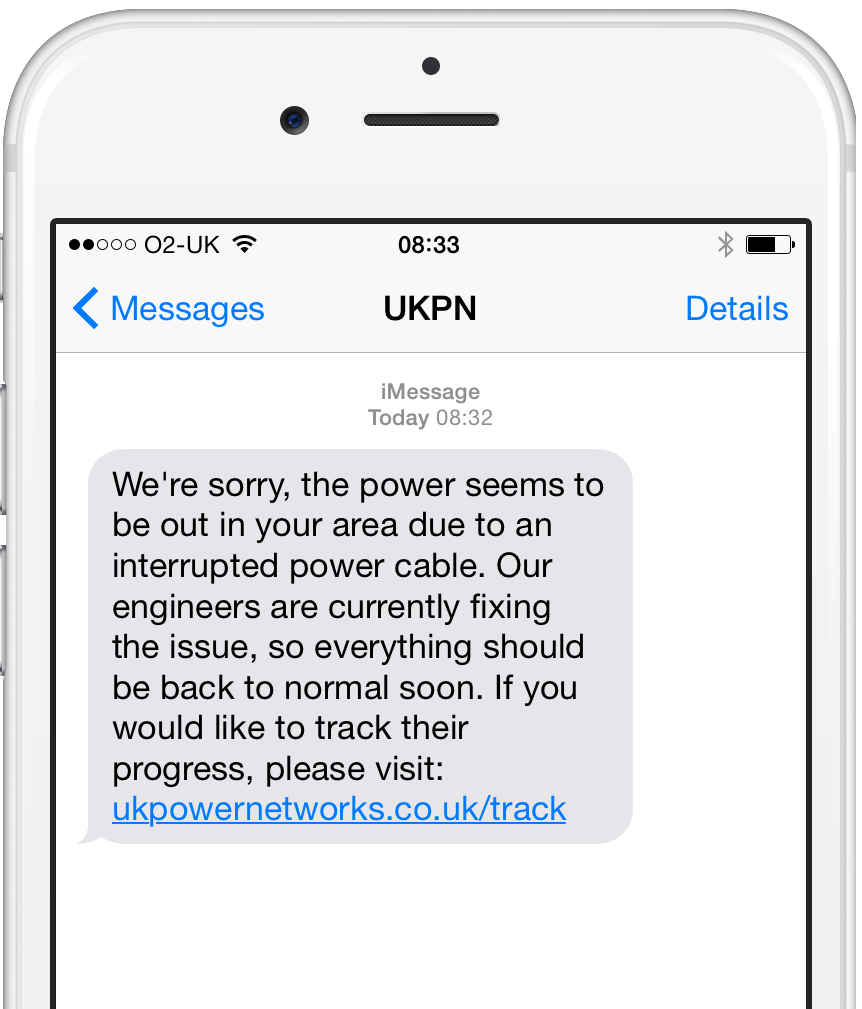 O2-UK 08:33
Messages UKPN Details
iMessage
Today 08:32
We're sorry, the power seems to
be out in your area due to an
interrupted power cable. Our
engineers are currently fixing
the issue, so everything should
be back to normal soon. If you
would like to track their
progress, please visit:
ukpowernetworks.co.uk/track